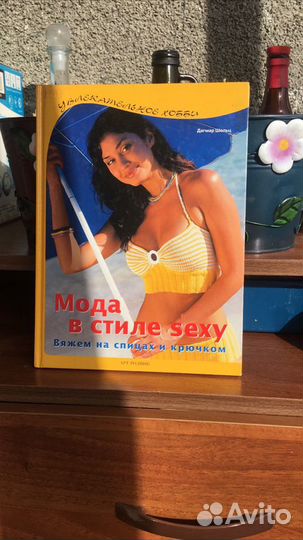 Увлекательное хобби
Дагмар Шольц
Мода
в стиле sexy
Вяжем на спицах и крючком
Avito